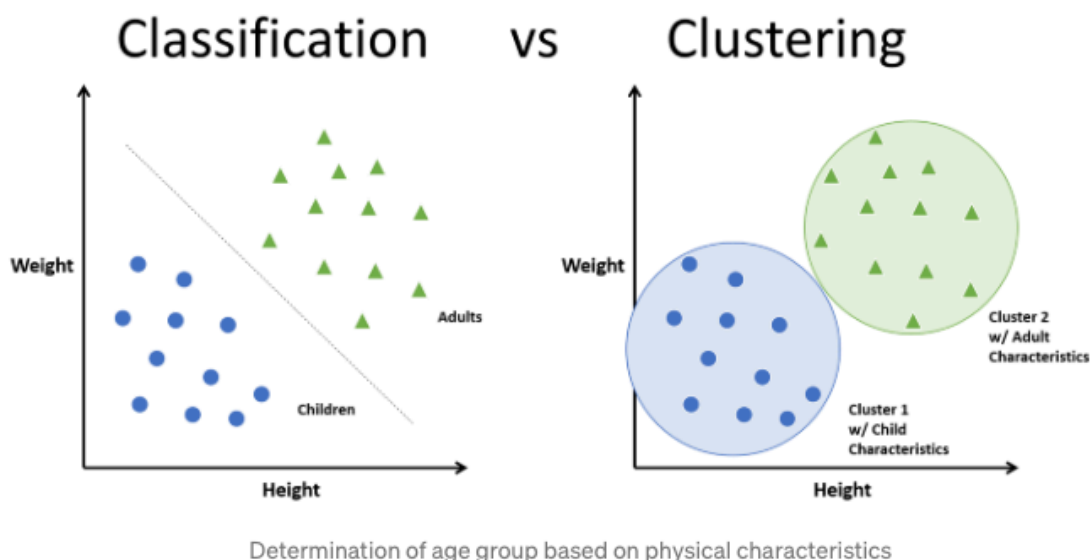 Classification vs Clustering
Weight
Adults
Children
Height
Weight
Cluster 2
w/ Adult
Characteristics
Cluster 1
w/ Child
Characteristics
Height
Determination of age group based on physical characteristics